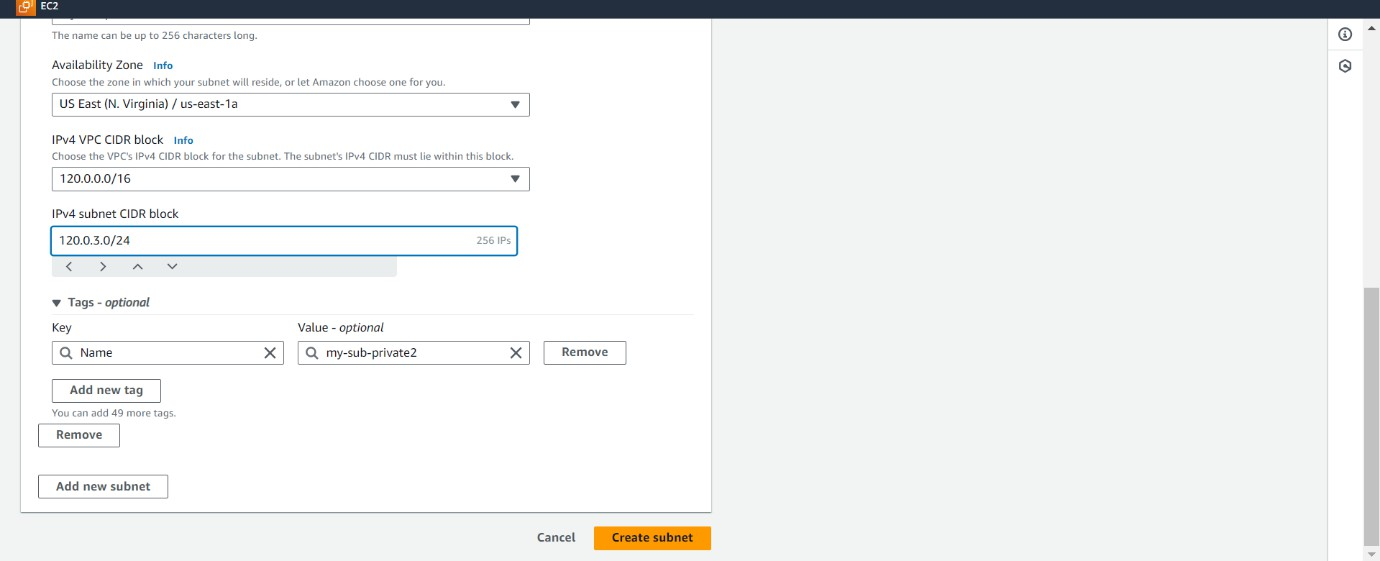 EC2
The name can be up to 256 characters long.
Availability Zone Info
Choose the zone in which your subnet will reside, or let Amazon choose one for you.
US East (N. Virginia) / us-east-1a
IPv4 VPC CIDR block Info
Choose the VPC's IPv4 CIDR block for the subnet. The subnet's IPv4 CIDR must lie within this block.
120.0.0.0/16
IPv4 subnet CIDR block
120.0.3.0/24 256 IPs
Tags - optional
Key Value - optional
Name my-sub-private2 Remove
Add new tag
You can add 49 more tags.
Remove
Add new subnet
Cancel Create subnet